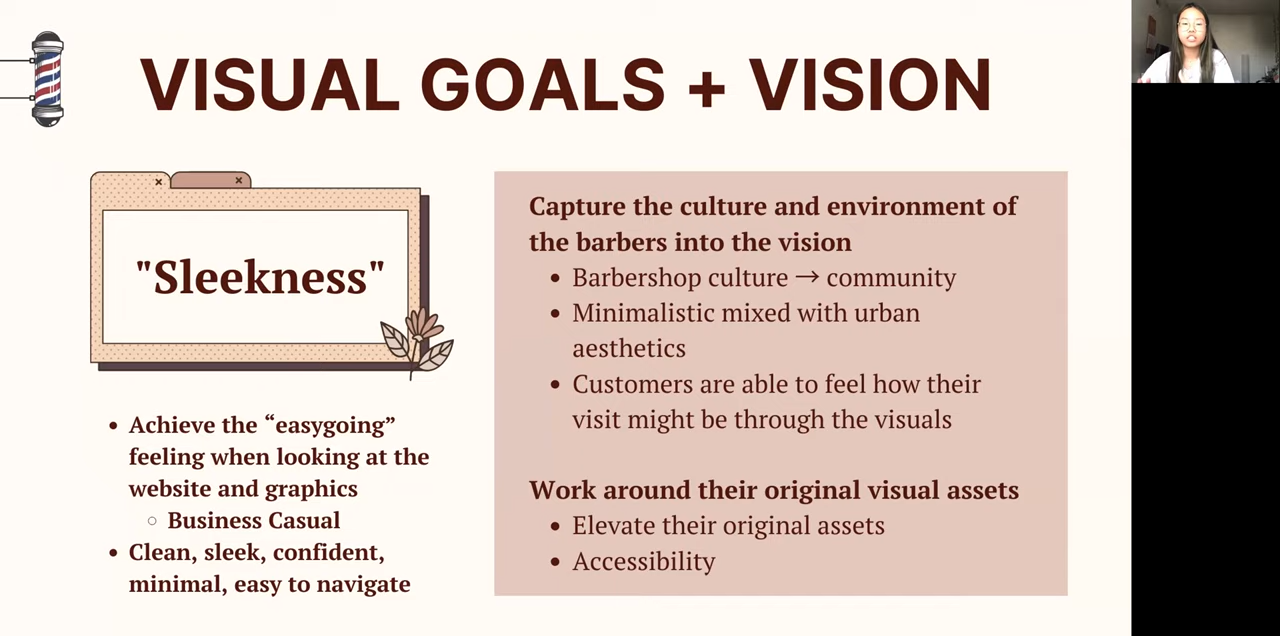 VISUAL GOALS + VISION
"Sleekness"
• Achieve the “easygoing”
feeling when looking at the
website and graphics
○ Business Casual
• Clean, sleek, confident,
minimal, easy to navigate
Capture the culture and environment of
the barbers into the vision
• Barbershop culture → community
• Minimalistic mixed with urban
aesthetics
• Customers are able to feel how their
visit might be through the visuals
Work around their original visual assets
• Elevate their original assets
• Accessibility